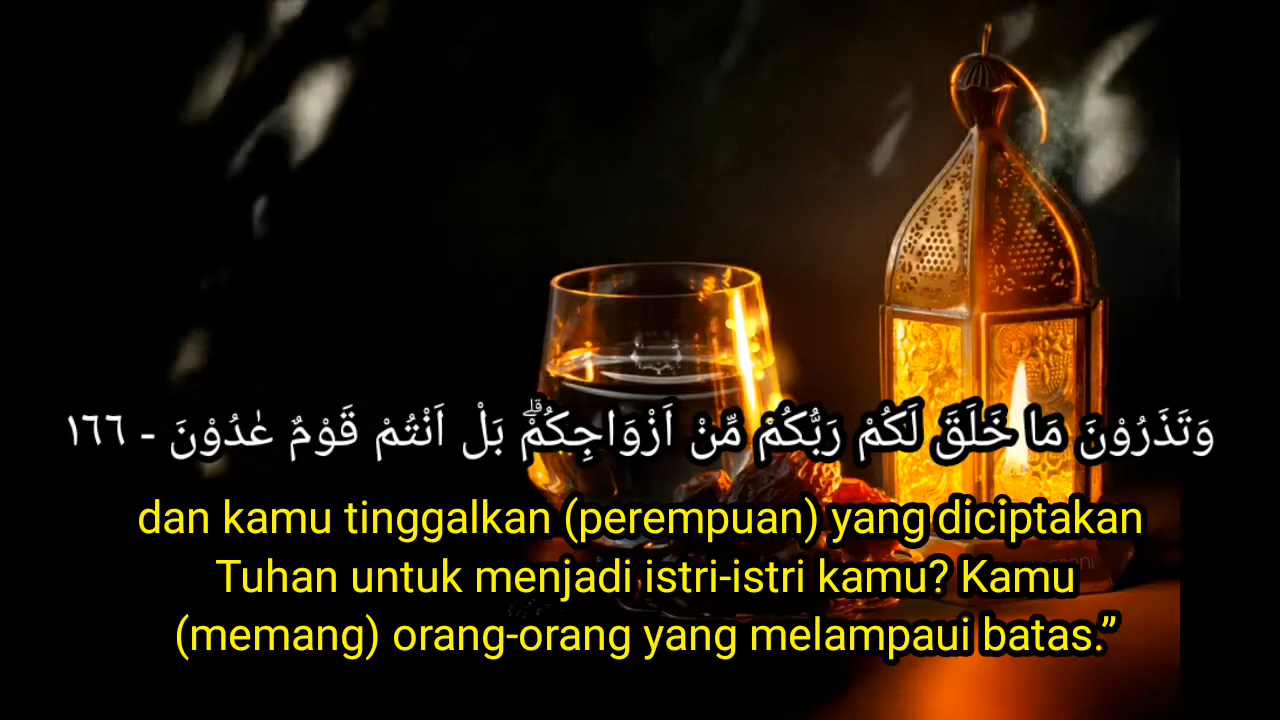 وَتَذَرُوْنَ مَا خَلَقَ لَكُمْ رَبُّكُمْ مِّنْ اَزْوَاجِكُمْۗ بَلْ اَنْتُمْ قَوْمٌ عٰدُوْنَ - ١٦٦
dan kamu tinggalkan (perempuan) yang diciptakan
Tuhan untuk menjadi istri-istri kamu? Kamu
(memang) orang-orang yang melampaui batas.”